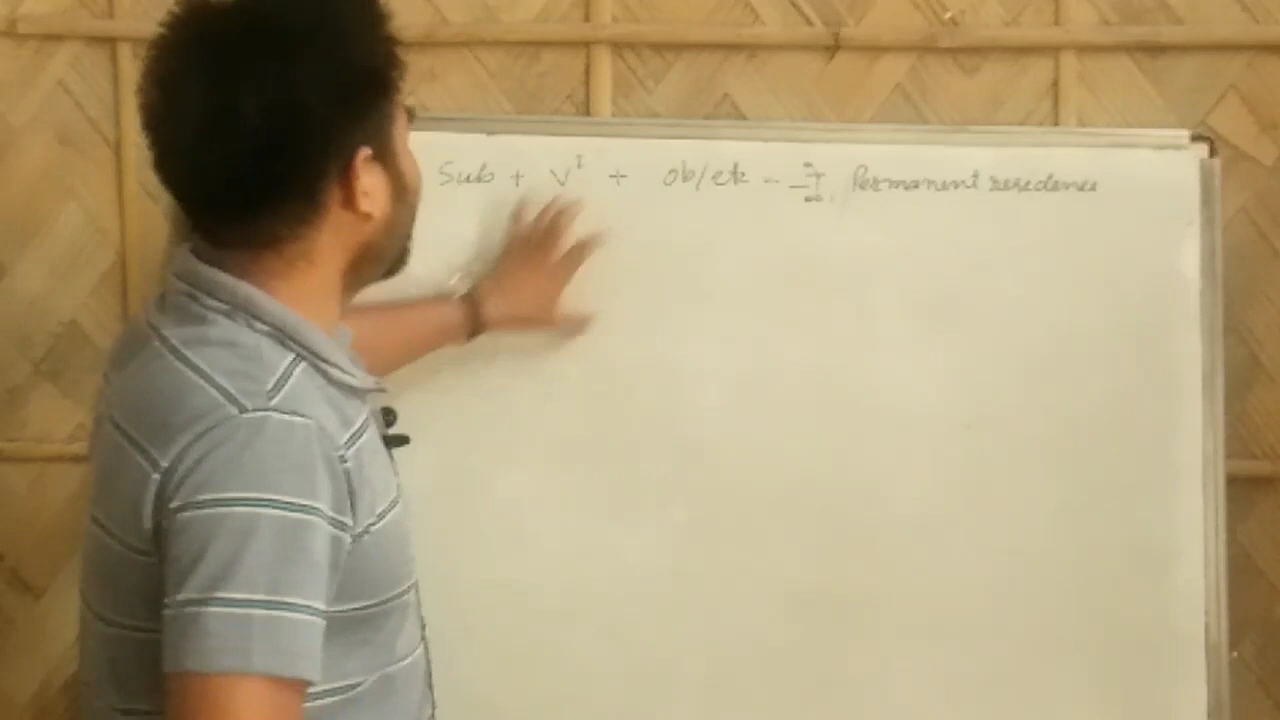 Sub + V¹ + ob/etc - Permanent residence